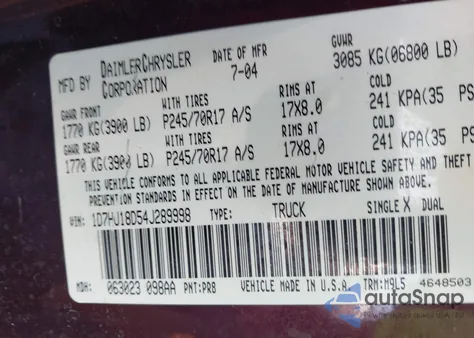 MFD BY DAIMLERCHRYSLER CORPORATION
DATE OF MFR 7-04
GVWR 3085 KG(06800 LB)
GAWR FRONT WITH TIRES RIMS AT COLD
1770 KG(3900 LB) P245/70R17 A/S 17X8.0 241 KPA(35 PS
GAWR REAR WITH TIRES RIMS AT COLD
1770 KG(3900 LB) P245/70R17 A/S 17X8.0 241 KPA(35 PS
THIS VEHICLE CONFORMS TO ALL APPLICABLE FEDERAL MOTOR VEHICLE SAFETY AND THEFT
PREVENTION STANDARDS IN EFFECT ON THE DATE OF MANUFACTURE SHOWN ABOVE.
VIN: 1D7HU18D54J289998 TYPE: TRUCK SINGLE X DUAL
MDH 063023 098AA PNT:PR8 VEHICLE MADE IN U.S.A. TRM:M9L5 4648503
autoSnap